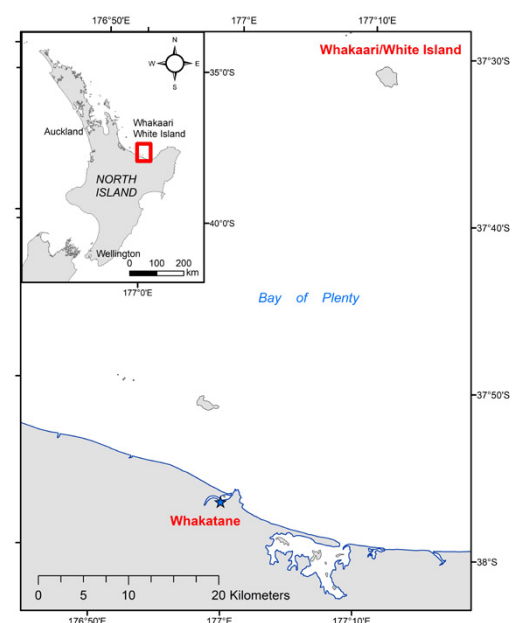 176°50'E 177°E 177°10'E
Whakaari/White Island
37°30'S
N
W E
S
35°S
Auckland
Whakaari
White Island
NORTH
ISLAND
40°0'S
Wellington
0 100 200
km
177°0'E
37°40'S
Bay of Plenty
37°50'S
Whakatane
38°S
0 5 10 20 Kilometers
176°50'E 177°E 177°10'E